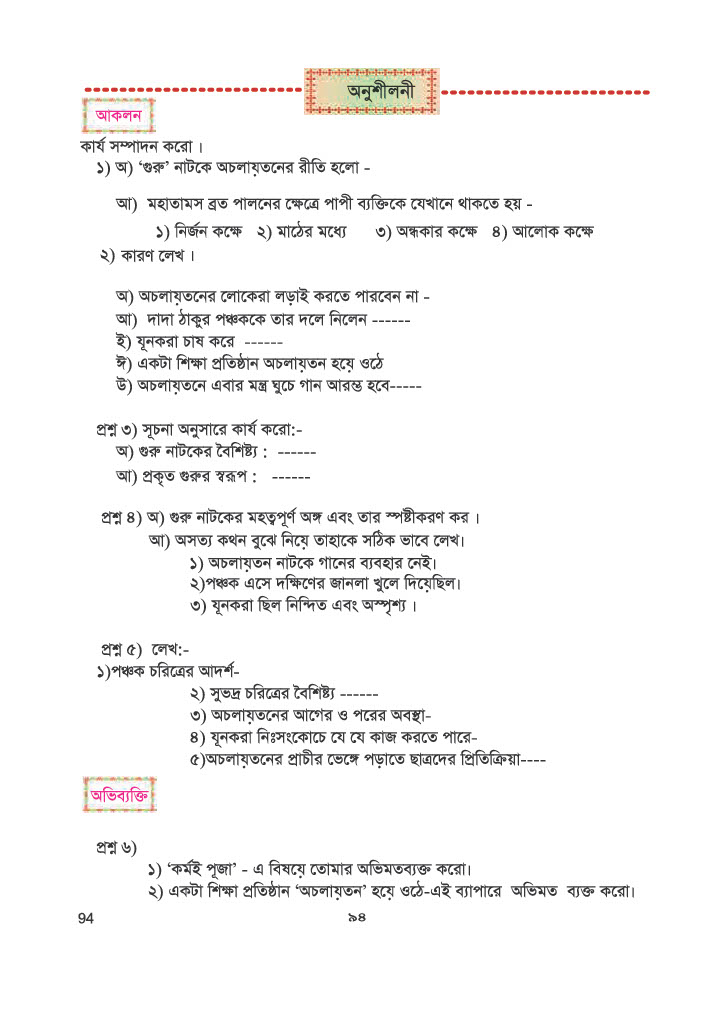 অনুশীলনী
আকলন
কার্য সম্পাদন করো ।
১) অ) ‘গুরু’ নাটকে অচলায়তনের রীতি হলো -
আ) মহাতামস ব্রত পালনের ক্ষেত্রে পাপী ব্যক্তিকে যেখানে থাকতে হয় -
১) নির্জন কক্ষে ২) মাঠের মধ্যে ৩) অন্ধকার কক্ষে ৪) আলোক কক্ষে
২) কারণ লেখ ।
অ) অচলায়তনের লোকেরা লড়াই করতে পারবেন না -
আ) দাদা ঠাকুর পঞ্চককে তার দলে নিলেন ------
ই) যূনকরা চাষ করে ------
ঈ) একটা শিক্ষা প্রতিষ্ঠান অচলায়তন হয়ে ওঠে
উ) অচলায়তনে এবার মন্ত্র ঘুচে গান আরম্ভ হবে-----
প্রশ্ন ৩) সূচনা অনুসারে কার্য করো:-
অ) গুরু নাটকের বৈশিষ্ট্য : ------
আ) প্রকৃত গুরুর স্বরূপ : ------
প্রশ্ন ৪) অ) গুরু নাটকের মহত্বপূর্ণ অঙ্গ এবং তার স্পষ্টীকরণ কর ।
আ) অসত্য কথন বুঝে নিয়ে তাহাকে সঠিক ভাবে লেখ।
১) অচলায়তন নাটকে গানের ব্যবহার নেই।
২)পঞ্চক এসে দক্ষিণের জানলা খুলে দিয়েছিল।
৩) যূনকরা ছিল নিন্দিত এবং অস্পৃশ্য ।
প্রশ্ন ৫) লেখ:-
১)পঞ্চক চরিত্রের আদর্শ-
২) সুভদ্র চরিত্রের বৈশিষ্ট্য ------
৩) অচলায়তনের আগের ও পরের অবস্থা-
৪) যূনকরা নিঃসংকোচে যে যে কাজ করতে পারে-
৫)অচলায়তনের প্রাচীর ভেঙ্গে পড়াতে ছাত্রদের প্রিতিক্রিয়া----
অভিব্যক্তি
প্রশ্ন ৬)
১) ‘কর্মই পূজা’ - এ বিষয়ে তোমার অভিমতব্যক্ত করো।
২) একটা শিক্ষা প্রতিষ্ঠান ‘অচলায়তন’ হয়ে ওঠে-এই ব্যাপারে অভিমত ব্যক্ত করো।
94 ৯৪